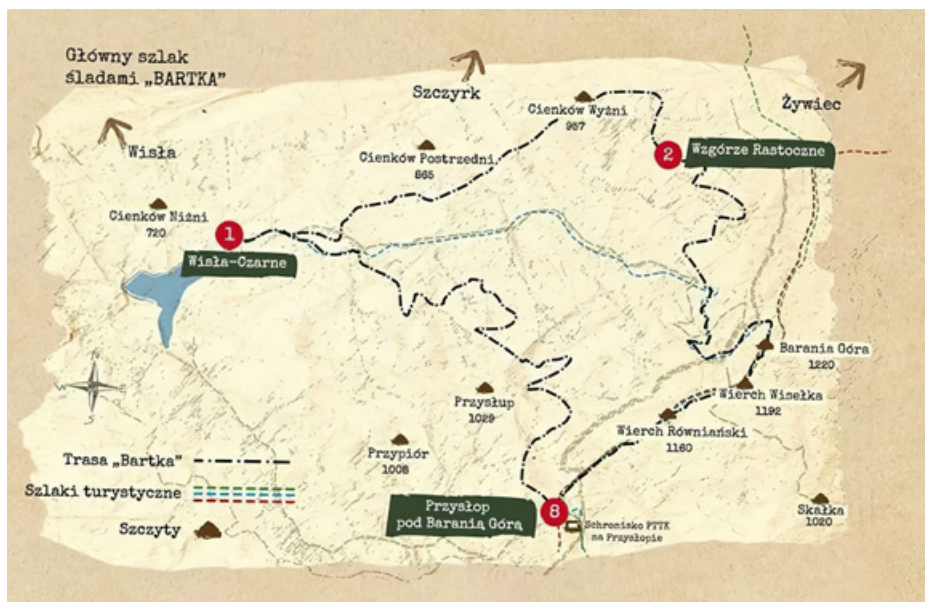 Główny szlak
śladami „BARTKA”
Szczyrk
Żywiec
Wisła
Cienków Wyżni
957
Cienków Postrzedni
865
2
Wzgórze Rastoczne
Cienków Niżni
720
1
Wisła-Czarne
Barania Góra
1220
Wierch Wisełka
1192
Przysłup
1029
Wierch Równiański
1160
Przypiór
1008
Trasa „Bartka”
Szlaki turystyczne
Szczyty
Przysłop
pod Baranią Górą
8
Schronisko PTTK
na Przysłopie
Skałka
1020